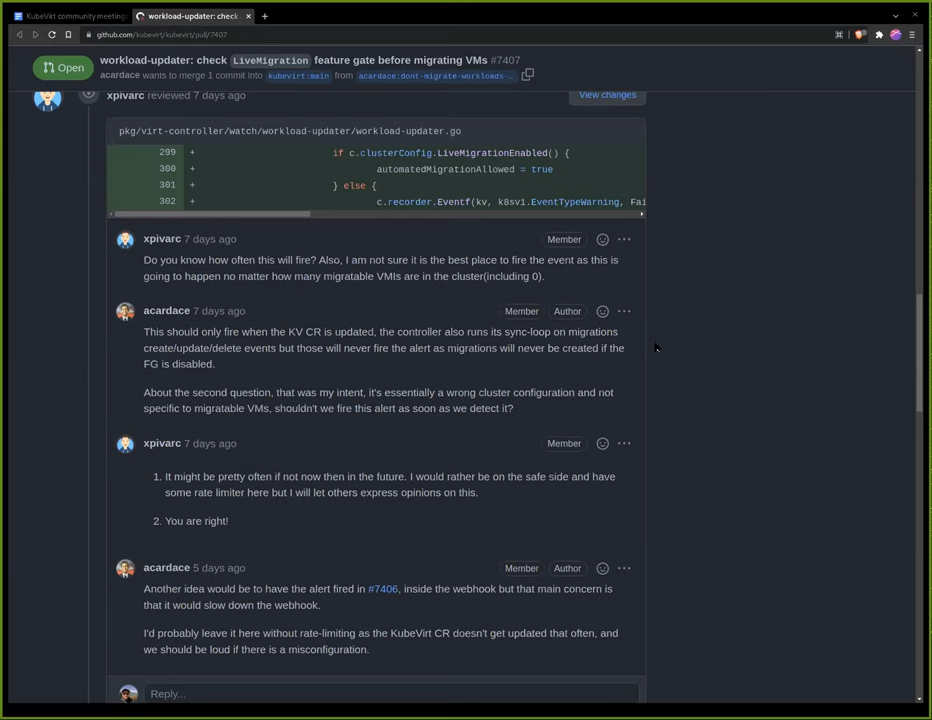 KubeVirt community meeting
workload-updater: check
github.com/kubevirt/kubevirt/pull/7407
Open
workload-updater: check LiveMigration feature gate before migrating VMs #7407
acardace wants to merge 1 commit into kubevirt:main from acardace:dont-migrate-workloads-…
xpivarc reviewed 7 days ago
View changes
pkg/virt-controller/watch/workload-updater/workload-updater.go
299 + if c.clusterConfig.LiveMigrationEnabled() {
300 + automatedMigrationAllowed = true
301 + } else {
302 + c.recorder.Eventf(kv, k8sv1.EventTypeWarning, Fai
xpivarc 7 days ago Member
Do you know how often this will fire? Also, I am not sure it is the best place to fire the event as this is
going to happen no matter how many migratable VMIs are in the cluster(including 0).
acardace 7 days ago Member Author
This should only fire when the KV CR is updated, the controller also runs its sync-loop on migrations
create/update/delete events but those will never fire the alert as migrations will never be created if the
FG is disabled.
About the second question, that was my intent, it's essentially a wrong cluster configuration and not
specific to migratable VMs, shouldn't we fire this alert as soon as we detect it?
xpivarc 7 days ago Member
1. It might be pretty often if not now then in the future. I would rather be on the safe side and have
some rate limiter here but I will let others express opinions on this.
2. You are right!
acardace 5 days ago Member Author
Another idea would be to have the alert fired in #7406, inside the webhook but that main concern is
that it would slow down the webhook.
I'd probably leave it here without rate-limiting as the KubeVirt CR doesn't get updated that often, and
we should be loud if there is a misconfiguration.
Reply...